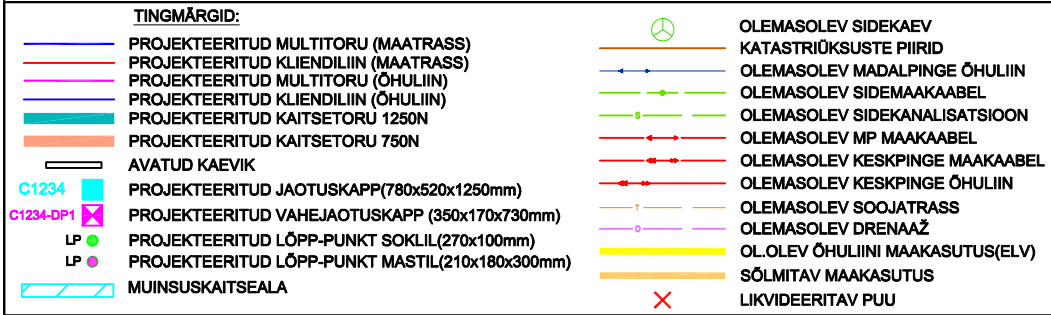 TINGMÄRGID:
PROJEKTEERITUD MULTITORU (MAATRASS)
PROJEKTEERITUD KLIENDILIIN (MAATRASS)
PROJEKTEERITUD MULTITORU (ÕHULIIN)
PROJEKTEERITUD KLIENDILIIN (ÕHULIIN)
PROJEKTEERITUD KAITSETORU 1250N
PROJEKTEERITUD KAITSETORU 750N
AVATUD KAEVIK
C1234 PROJEKTEERITUD JAOTUSKAPP(780x520x1250mm)
C1234-DP1 PROJEKTEERITUD VAHEJAOTUSKAPP (350x170x730mm)
LP PROJEKTEERITUD LÕPP-PUNKT SOKLIL(270x100mm)
LP PROJEKTEERITUD LÕPP-PUNKT MASTIL(210x180x300mm)
MUINSUSKAITSEALA
OLEMASOLEV SIDEKAEV
KATASTRIÜKSUSTE PIIRID
OLEMASOLEV MADALPINGE ÕHULIIN
OLEMASOLEV SIDEMAAKAABEL
S OLEMASOLEV SIDEKANALISATSIOON
OLEMASOLEV MP MAAKAABEL
OLEMASOLEV KESKPINGE MAAKAABEL
OLEMASOLEV KESKPINGE ÕHULIIN
T OLEMASOLEV SOOJATRASS
D OLEMASOLEV DRENAAŽ
OL.OLEV ÕHULIINI MAAKASUTUS(ELV)
SÕLMITAV MAAKASUTUS
LIKVIDEERITAV PUU